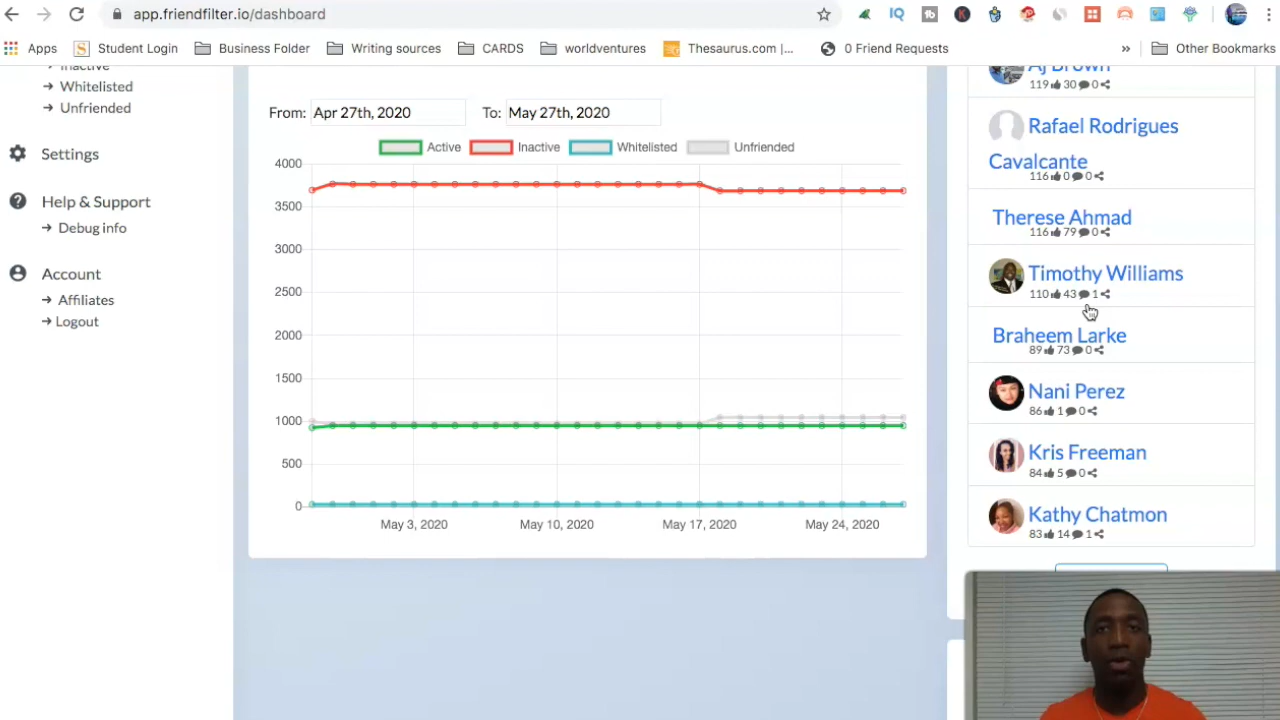 app.friendfilter.io/dashboard
Apps Student Login Business Folder Writing sources CARDS worldventures Thesaurus.com |... 0 Friend Requests » Other Bookmarks
Inactive
→ Whitelisted
→ Unfriended
Settings
Help & Support
→ Debug info
Account
→ Affiliates
→ Logout
From: Apr 27th, 2020 To: May 27th, 2020
Active Inactive Whitelisted Unfriended
4000
3500
3000
2500
2000
1500
1000
500
0
May 3, 2020 May 10, 2020 May 17, 2020 May 24, 2020
Aj Brown
119 30 0
Rafael Rodrigues
Cavalcante
116 0 0
Therese Ahmad
116 79 0
Timothy Williams
110 43 1
Braheem Larke
89 73 0
Nani Perez
86 1 0
Kris Freeman
84 5 0
Kathy Chatmon
83 14 1